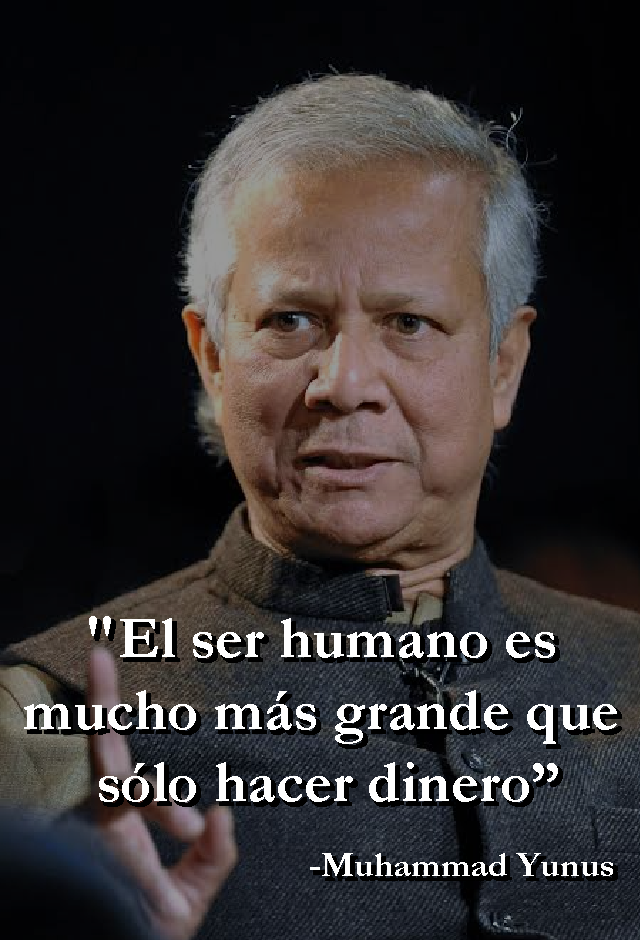 "El ser humano es
mucho más grande que
sólo hacer dinero”
-Muhammad Yunus